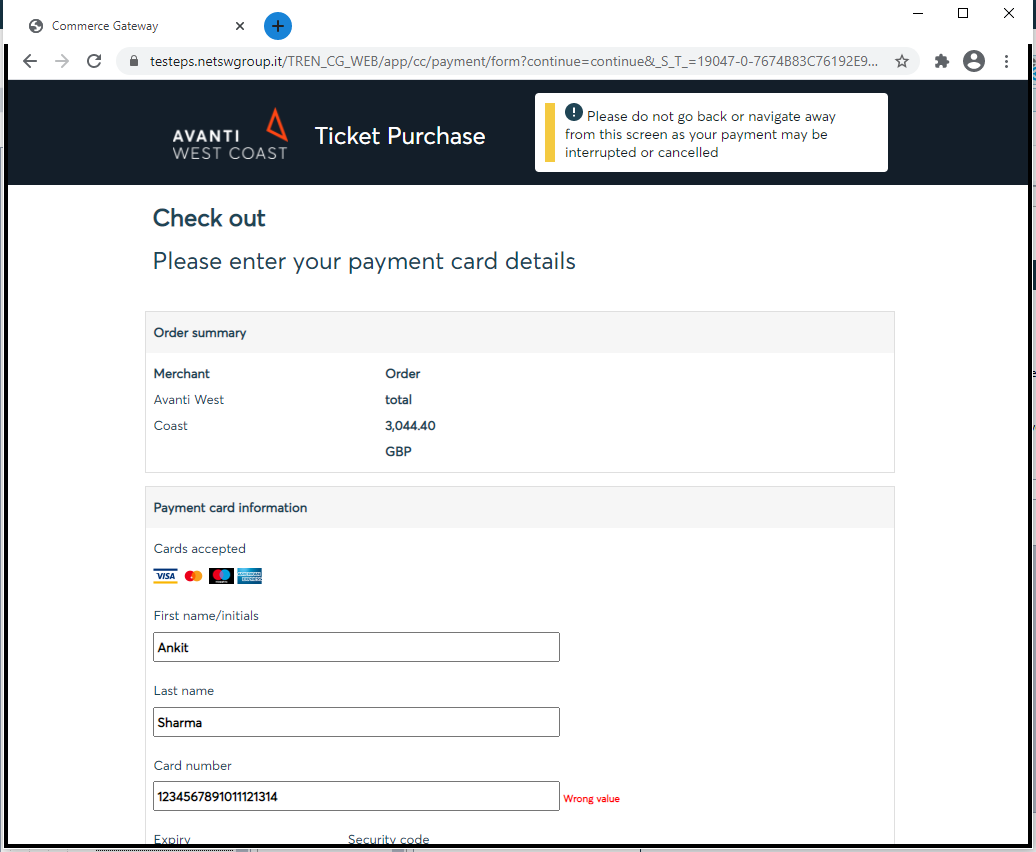 Commerce Gateway
testeps.netswgroup.it/TREN_CG_WEB/app/cc/payment/form?continue=continue&_S_T_=19047-0-7674B83C76192E9...
AVANTI
WEST COAST
Ticket Purchase
! Please do not go back or navigate away
from this screen as your payment may be
interrupted or cancelled
Check out
Please enter your payment card details
Order summary
Merchant Order
Avanti West total
Coast 3,044.40
GBP
Payment card information
Cards accepted
VISA
AMERICAN
EXPRESS
First name/initials
Ankit
Last name
Sharma
Card number
1234567891011121314 Wrong value
Expiry Security code